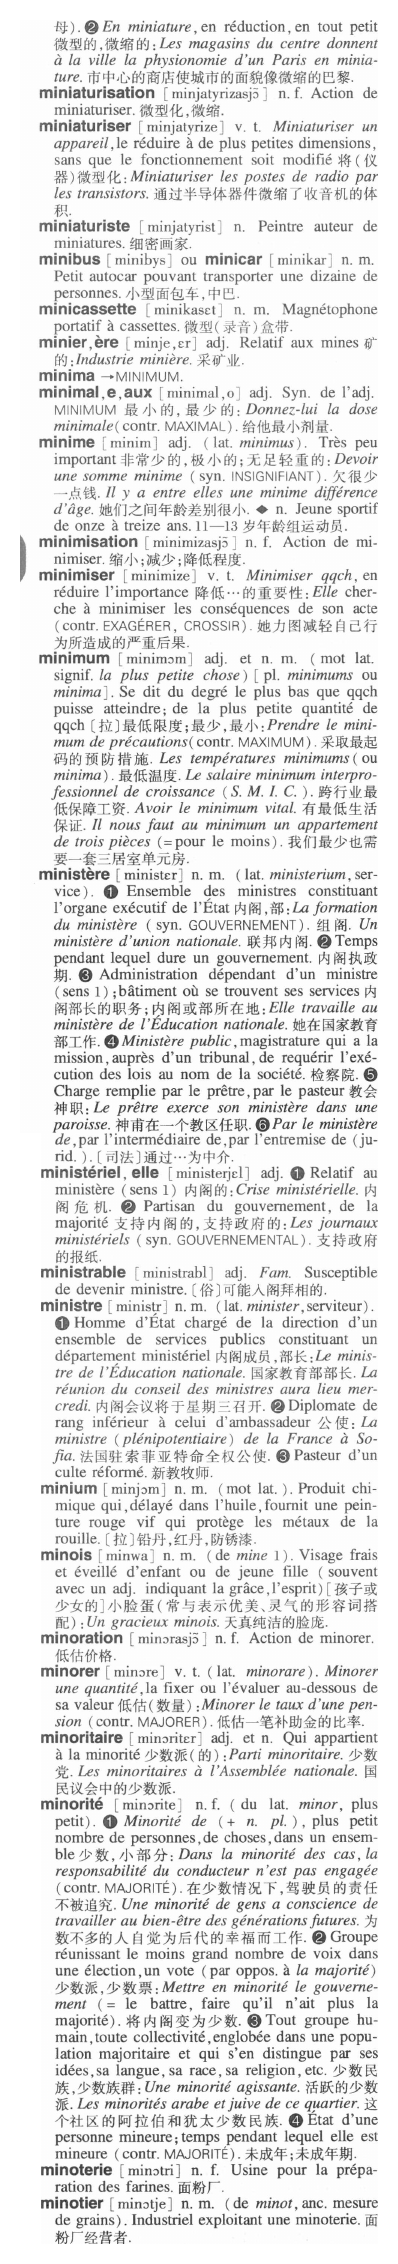 母). ❷ En miniature, en réduction, en tout petit
微型的,微缩的: Les magasins du centre donnent
à la ville la physionomie d'un Paris en minia-
ture. 市中心的商店使城市的面貌像微缩的巴黎.
miniaturisation [minjatyrizasjɔ̃] n. f. Action de
miniaturiser. 微型化,微缩.
miniaturiser [minjatyrize] v. t. Miniaturiser un
appareil, le réduire à de plus petites dimensions,
sans que le fonctionnement soit modifié 将(仪
器)微型化: Miniaturiser les postes de radio par
les transistors. 通过半导体器件微缩了收音机的体
积.
miniaturiste [minjatyrist] n. Peintre auteur de
miniatures. 细密画家.
minibus [minibys] ou minicar [minikar] n. m.
Petit autocar pouvant transporter une dizaine de
personnes. 小型面包车,中巴.
minicassette [minikasɛt] n. m. Magnétophone
portatif à cassettes. 微型(录音)盒带.
minier, ère [minje, ɛr] adj. Relatif aux mines 矿
的: Industrie minière. 采矿业.
minima →MINIMUM.
minimal, e, aux [minimal, o] adj. Syn. de l'adj.
MINIMUM 最小的,最少的: Donnez-lui la dose
minimale (contr. MAXIMAL). 给他最小剂量.
minime [minim] adj. (lat. minimus). Très peu
important 非常少的,极小的;无足轻重的: Devoir
une somme minime (syn. INSIGNIFIANT). 欠很少
一点钱. Il y a entre elles une minime différence
d'âge. 她们之间年龄差别很小. ◆ n. Jeune sportif
de onze à treize ans. 11—13 岁年龄组运动员.
minimisation [minimizasjɔ̃] n. f. Action de mi-
nimiser. 缩小;减少;降低程度.
minimiser [minimize] v. t. Minimiser qqch, en
réduire l'importance 降低…的重要性: Elle cher-
che à minimiser les conséquences de son acte
(contr. EXAGÉRER, CROSSIR). 她力图减轻自己行
为所造成的严重后果.
minimum [minimɔm] adj. et n. m. (mot lat.
signif. la plus petite chose) [pl. minimums ou
minima]. Se dit du degré le plus bas que qqch
puisse atteindre; de la plus petite quantité de
qqch〔拉〕最低限度;最少,最小: Prendre le mini-
mum de précautions (contr. MAXIMUM). 采取最起
码的预防措施. Les températures minimums (ou
minima). 最低温度. Le salaire minimum interpro-
fessionnel de croissance (S. M. I. C.). 跨行业最
低保障工资. Avoir le minimum vital. 有最低生活
保证. Il nous faut au minimum un appartement
de trois pièces (=pour le moins). 我们最少也需
要一套三居室单元房.
ministère [ministɛr] n. m. (lat. ministerium, ser-
vice). ❶ Ensemble des ministres constituant
l'organe exécutif de l'État 内阁,部: La formation
du ministère (syn. GOUVERNEMENT). 组阁. Un
ministère d'union nationale. 联邦内阁. ❷ Temps
pendant lequel dure un gouvernement. 内阁执政
期. ❸ Administration dépendant d'un ministre
(sens 1); bâtiment où se trouvent ses services 内
阁部长的职务;内阁或部所在地: Elle travaille au
ministère de l'Éducation nationale. 她在国家教育
部工作. ❹ Ministère public, magistrature qui a la
mission, auprès d'un tribunal, de requérir l'exé-
cution des lois au nom de la société. 检察院. ❺
Charge remplie par le prêtre, par le pasteur 教会
神职: Le prêtre exerce son ministère dans une
paroisse. 神甫在一个教区任职. ❻ Par le ministère
de, par l'intermédiaire de, par l'entremise de (ju-
rid.).〔司法〕通过…为中介.
ministériel, elle [ministerjɛl] adj. ❶ Relatif au
ministère (sens 1) 内阁的: Crise ministérielle. 内
阁危机. ❷ Partisan du gouvernement, de la
majorité 支持内阁的,支持政府的: Les journaux
ministériels (syn. GOUVERNEMENTAL). 支持政府
的报纸.
ministrable [ministrabl] adj. Fam. Susceptible
de devenir ministre.〔俗〕可能入阁拜相的.
ministre [ministr] n. m. (lat. minister, serviteur).
❶ Homme d'État chargé de la direction d'un
ensemble de services publics constituant un
département ministériel 内阁成员,部长: Le minis-
tre de l'Éducation nationale. 国家教育部部长. La
réunion du conseil des ministres aura lieu mer-
credi. 内阁会议将于星期三召开. ❷ Diplomate de
rang inférieur à celui d'ambassadeur 公使: La
ministre (plénipotentiaire) de la France à So-
fia. 法国驻索菲亚特命全权公使. ❸ Pasteur d'un
culte réformé. 新教牧师.
minium [minjɔm] n. m. (mot lat.). Produit chi-
mique qui, délayé dans l'huile, fournit une pein-
ture rouge vif qui protège les métaux de la
rouille.〔拉〕铅丹,红丹,防锈漆.
minois [minwa] n. m. (de mine 1). Visage frais
et éveillé d'enfant ou de jeune fille (souvent
avec un adj. indiquant la grâce, l'esprit) [孩子或
少女的]小脸蛋(常与表示优美、灵气的形容词搭
配): Un gracieux minois. 天真纯洁的脸庞.
minoration [minɔrasjɔ̃] n. f. Action de minorer.
低估价格.
minorer [minɔre] v. t. (lat. minorare). Minorer
une quantité, la fixer ou l'évaluer au-dessous de
sa valeur 低估(数量): Minorer le taux d'une pen-
sion (contr. MAJORER). 低估一笔补助金的比率.
minoritaire [minɔritɛr] adj. et n. Qui appartient
à la minorité 少数派(的): Parti minoritaire. 少数
党. Les minoritaires à l'Assemblée nationale. 国
民议会中的少数派.
minorité [minɔrite] n. f. (du lat. minor, plus
petit). ❶ Minorité de (+ n. pl.), plus petit
nombre de personnes, de choses, dans un ensem-
ble 少数,小部分: Dans la minorité des cas, la
responsabilité du conducteur n'est pas engagée
(contr. MAJORITÉ). 在少数情况下,驾驶员的责任
不被追究. Une minorité de gens a conscience de
travailler au bien-être des générations futures. 为
数不多的人自觉为后代的幸福而工作. ❷ Groupe
réunissant le moins grand nombre de voix dans
une élection, un vote (par oppos. à la majorité)
少数派,少数票: Mettre en minorité le gouverne-
ment (= le battre, faire qu'il n'ait plus la
majorité). 将内阁变为少数. ❸ Tout groupe hu-
main, toute collectivité, englobée dans une popu-
lation majoritaire et qui s'en distingue par ses
idées, sa langue, sa race, sa religion, etc. 少数民
族,少数族群: Une minorité agissante. 活跃的少数
派. Les minorités arabe et juive de ce quartier. 这
个社区的阿拉伯和犹太少数民族. ❹ État d'une
personne mineure; temps pendant lequel elle est
mineure (contr. MAJORITÉ). 未成年;未成年期.
minoterie [minɔtri] n. f. Usine pour la prépa-
ration des farines. 面粉厂.
minotier [minɔtje] n. m. (de minot, anc. mesure
de grains). Industriel exploitant une minoterie. 面
粉厂经营者.